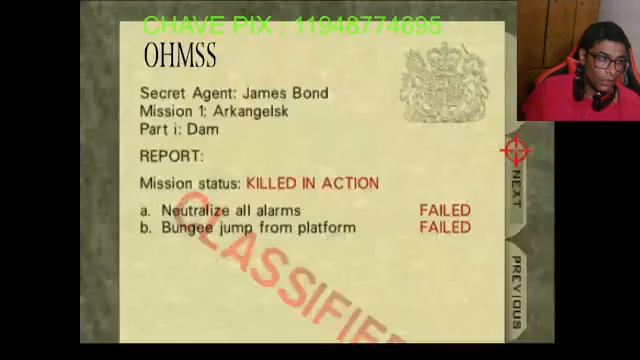 CHAVE PIX : 11948774695
OHMSS
Secret Agent: James Bond
Mission 1: Arkangelsk
Part i: Dam
REPORT:
Mission status: KILLED IN ACTION
a. Neutralize all alarms FAILED
b. Bungee jump from platform FAILED
CLASSIFIED
NEXT
PREVIOUS